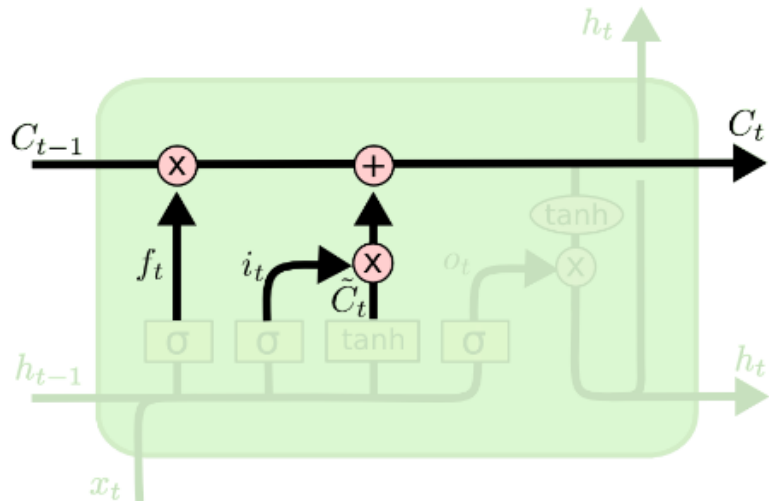 h_t
C_{t-1} C_t
x +
tanh
f_t i_t x o_t x
C̃_t
σ σ tanh σ
h_{t-1} h_t
x_t